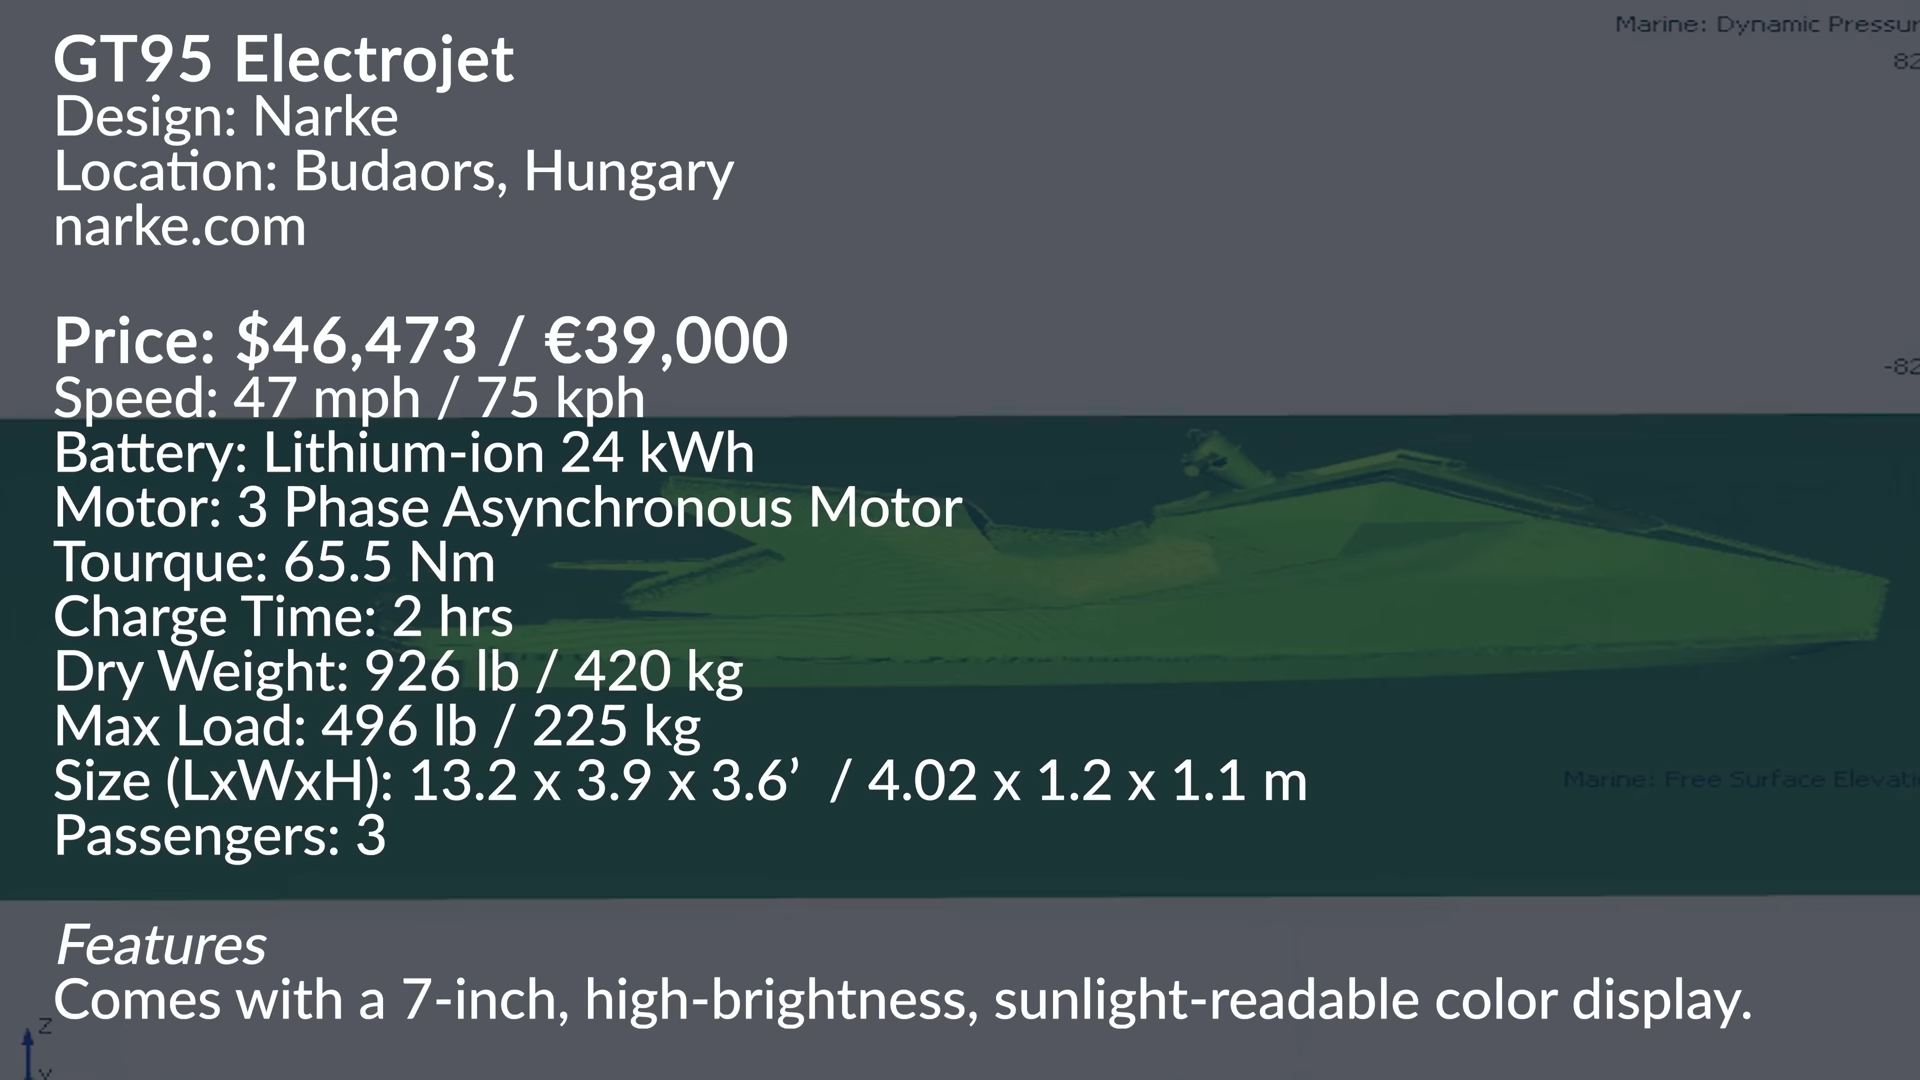 GT95 Electrojet
Design: Narke
Location: Budaors, Hungary
narke.com
Price: $46,473 / €39,000
Speed: 47 mph / 75 kph
Battery: Lithium-ion 24 kWh
Motor: 3 Phase Asynchronous Motor
Tourque: 65.5 Nm
Charge Time: 2 hrs
Dry Weight: 926 lb / 420 kg
Max Load: 496 lb / 225 kg
Size (LxWxH): 13.2 x 3.9 x 3.6’ / 4.02 x 1.2 x 1.1 m
Passengers: 3
Features
Comes with a 7-inch, high-brightness, sunlight-readable color display.
Marine: Dynamic Pressur
82
-82
Marine: Free Surface Elevati
Z
Y